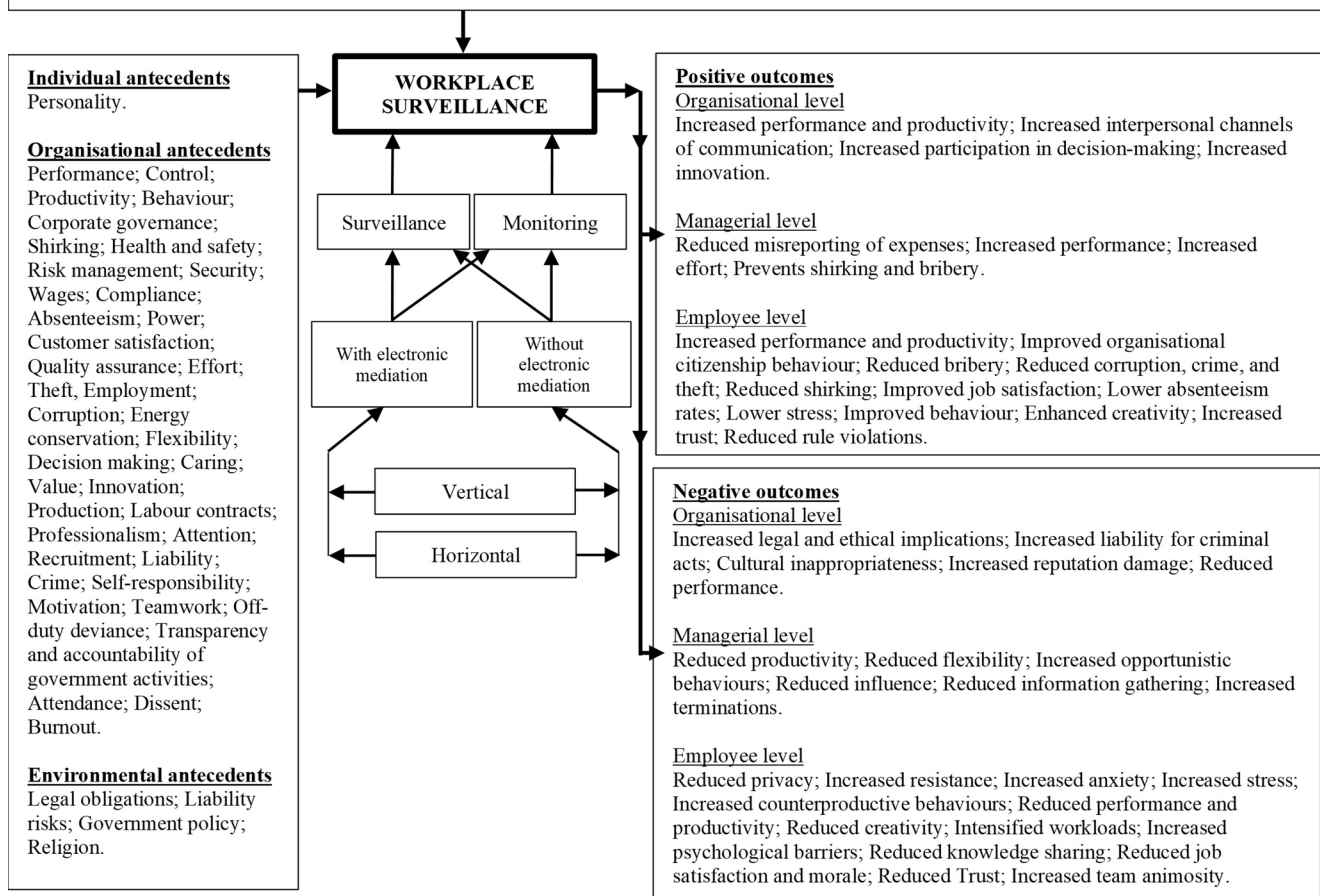 Individual antecedents
Personality.
Organisational antecedents
Performance; Control;
Productivity; Behaviour;
Corporate governance;
Shirking; Health and safety;
Risk management; Security;
Wages; Compliance;
Absenteeism; Power;
Customer satisfaction;
Quality assurance; Effort;
Theft, Employment;
Corruption; Energy
conservation; Flexibility;
Decision making; Caring;
Value; Innovation;
Production; Labour contracts;
Professionalism; Attention;
Recruitment; Liability;
Crime; Self-responsibility;
Motivation; Teamwork; Off-
duty deviance; Transparency
and accountability of
government activities;
Attendance; Dissent;
Burnout.
Environmental antecedents
Legal obligations; Liability
risks; Government policy;
Religion.
WORKPLACE
SURVEILLANCE
Surveillance
Monitoring
With electronic
mediation
Without
electronic
mediation
Vertical
Horizontal
Positive outcomes
Organisational level
Increased performance and productivity; Increased interpersonal channels
of communication; Increased participation in decision-making; Increased
innovation.
Managerial level
Reduced misreporting of expenses; Increased performance; Increased
effort; Prevents shirking and bribery.
Employee level
Increased performance and productivity; Improved organisational
citizenship behaviour; Reduced bribery; Reduced corruption, crime, and
theft; Reduced shirking; Improved job satisfaction; Lower absenteeism
rates; Lower stress; Improved behaviour; Enhanced creativity; Increased
trust; Reduced rule violations.
Negative outcomes
Organisational level
Increased legal and ethical implications; Increased liability for criminal
acts; Cultural inappropriateness; Increased reputation damage; Reduced
performance.
Managerial level
Reduced productivity; Reduced flexibility; Increased opportunistic
behaviours; Reduced influence; Reduced information gathering; Increased
terminations.
Employee level
Reduced privacy; Increased resistance; Increased anxiety; Increased stress;
Increased counterproductive behaviours; Reduced performance and
productivity; Reduced creativity; Intensified workloads; Increased
psychological barriers; Reduced knowledge sharing; Reduced job
satisfaction and morale; Reduced Trust; Increased team animosity.